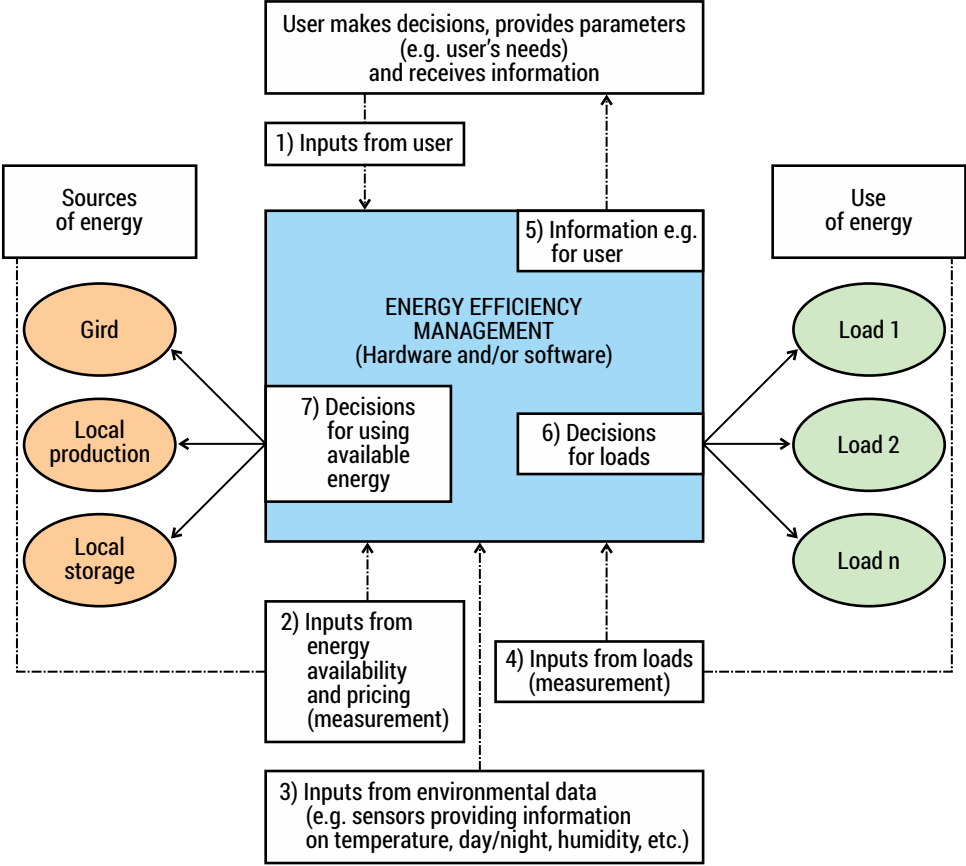 User makes decisions, provides parameters
(e.g. user's needs)
and receives information
1) Inputs from user
Sources
of energy
Use
of energy
5) Information e.g.
for user
ENERGY EFFICIENCY
MANAGEMENT
(Hardware and/or software)
Gird
Local
production
Local
storage
7) Decisions
for using
available
energy
6) Decisions
for loads
Load 1
Load 2
Load n
2) Inputs from
energy
availability
and pricing
(measurement)
4) Inputs from loads
(measurement)
3) Inputs from environmental data
(e.g. sensors providing information
on temperature, day/night, humidity, etc.)